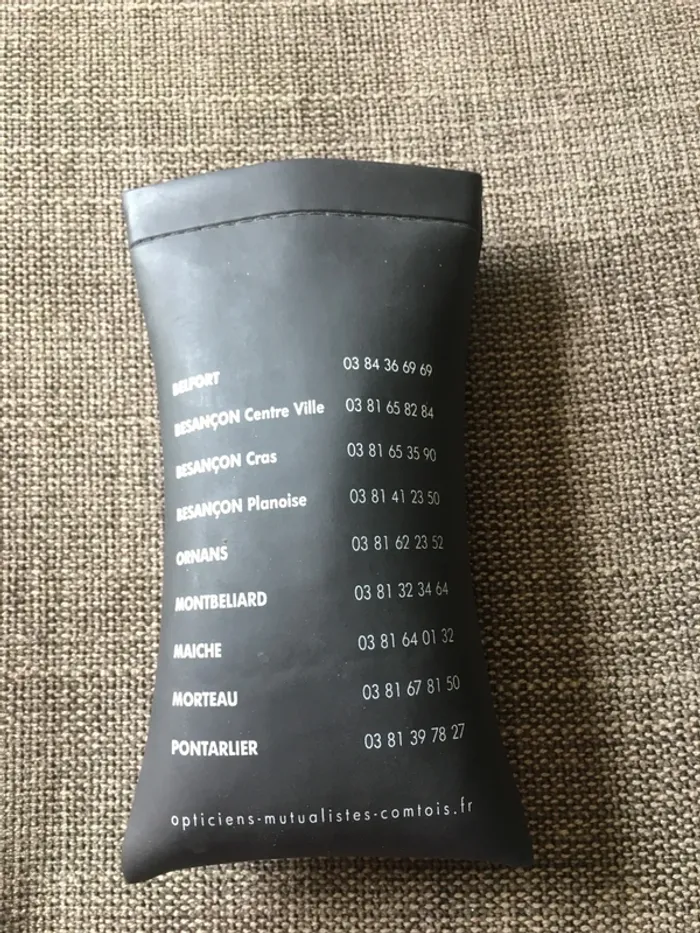 BELFORT 03 84 36 69 69
BESANÇON Centre Ville 03 81 65 82 84
BESANÇON Cras 03 81 65 35 90
BESANÇON Planoise 03 81 41 23 50
ORNANS 03 81 62 23 52
MONTBELIARD 03 81 32 34 64
MAICHE 03 81 64 01 32
MORTEAU 03 81 67 81 50
PONTARLIER 03 81 39 78 27
opticiens-mutualistes-comtois.fr